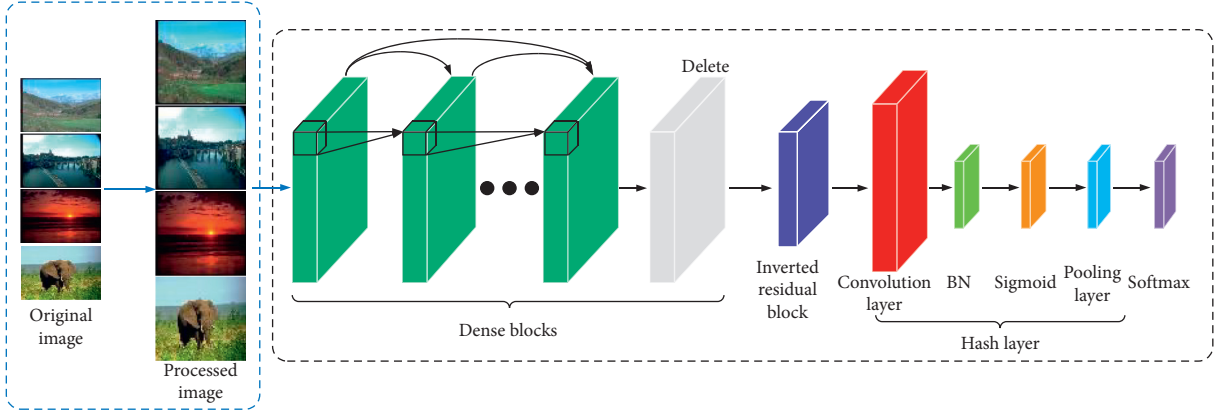 Original
image
Processed
image
Delete
Dense blocks
Inverted
residual
block
Convolution
layer
BN
Sigmoid
Pooling
layer
Softmax
Hash layer